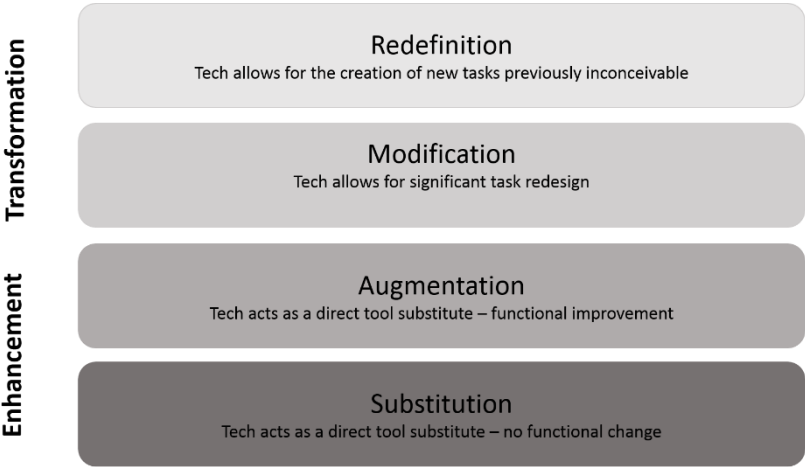 Transformation
Redefinition
Tech allows for the creation of new tasks previously inconceivable
Modification
Tech allows for significant task redesign
Enhancement
Augmentation
Tech acts as a direct tool substitute – functional improvement
Substitution
Tech acts as a direct tool substitute – no functional change